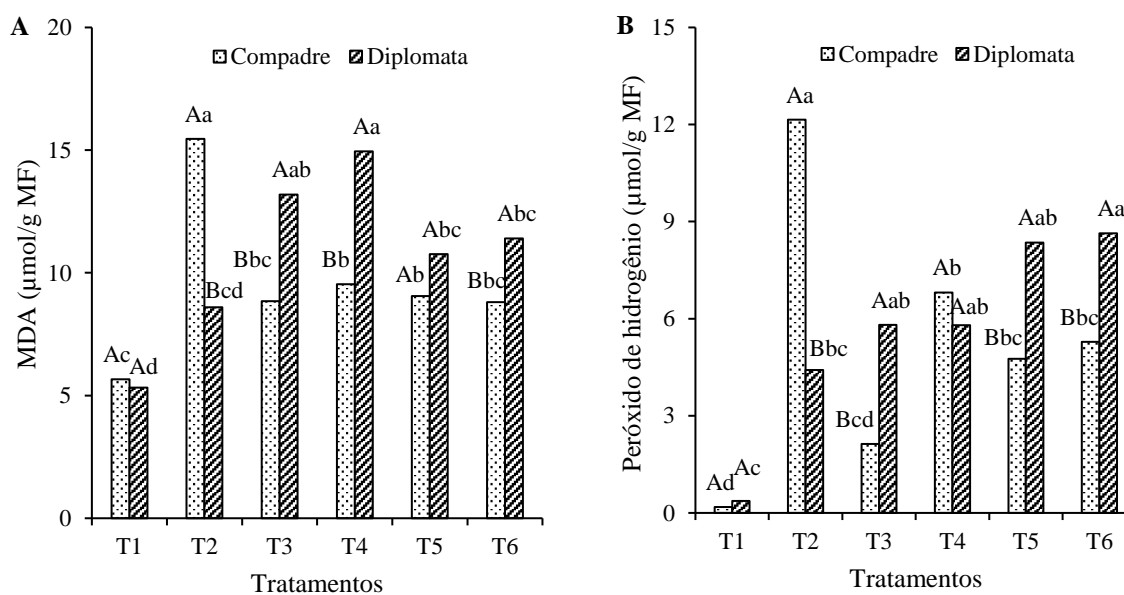 A
20
15
10
5
0
MDA (µmol/g MF)
Compadre Diplomata
Ac Ad
Aa Bcd
Bbc Aab
Bb Aa
Ab Abc
Bbc Abc
T1 T2 T3 T4 T5 T6
Tratamentos
B
15
12
9
6
3
0
Peróxido de hidrogênio (µmol/g MF)
Compadre Diplomata
Ad Ac
Aa Bbc
Bcd Aab
Ab Aab
Bbc Aab
Bbc Aa
T1 T2 T3 T4 T5 T6
Tratamentos